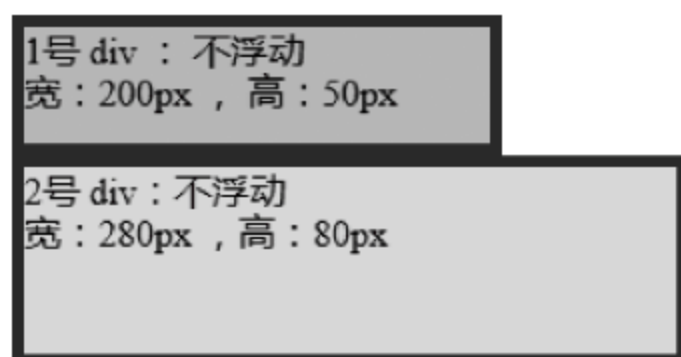 1号 div ： 不浮动
宽：200px ，高：50px
2号 div：不浮动
宽：280px ，高：80px